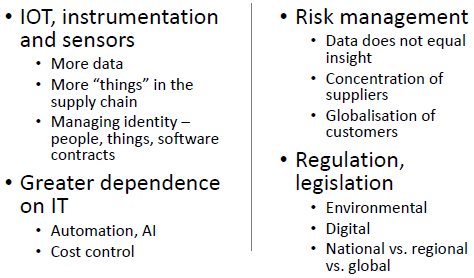 • IOT, instrumentation
and sensors
• More data
• More “things” in the
supply chain
• Managing identity –
people, things, software
contracts
• Greater dependence
on IT
• Automation, AI
• Cost control
• Risk management
• Data does not equal
insight
• Concentration of
suppliers
• Globalisation of
customers
• Regulation,
legislation
• Environmental
• Digital
• National vs. regional
vs. global